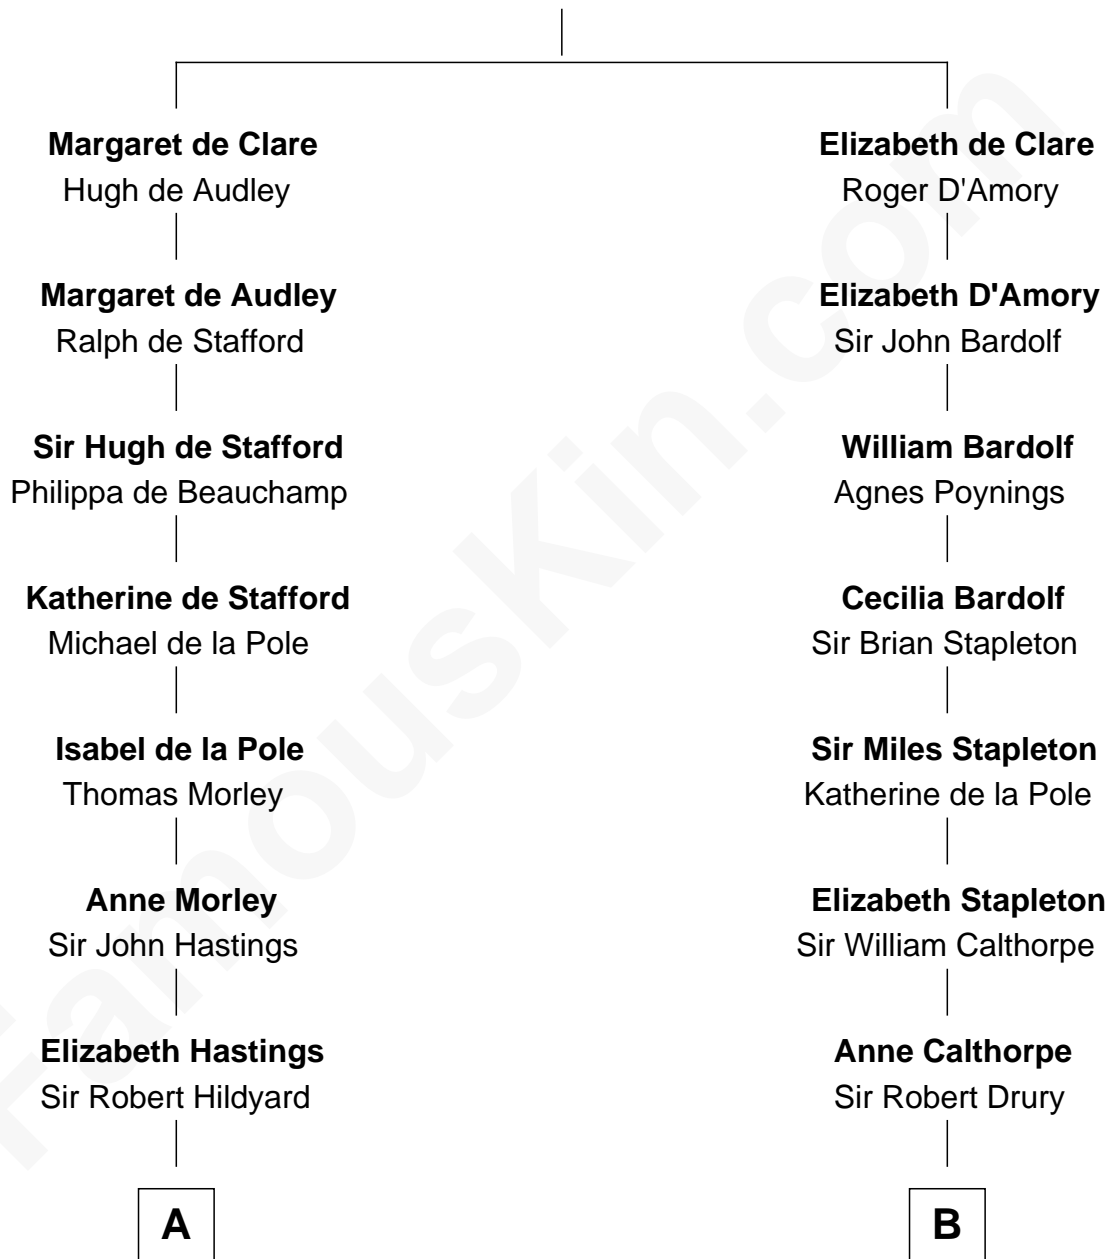 Margaret de Clare
Hugh de Audley
Margaret de Audley
Ralph de Stafford
Sir Hugh de Stafford
Philippa de Beauchamp
Katherine de Stafford
Michael de la Pole
Isabel de la Pole
Thomas Morley
Anne Morley
Sir John Hastings
Elizabeth Hastings
Sir Robert Hildyard
A
Elizabeth de Clare
Roger D'Amory
Elizabeth D'Amory
Sir John Bardolf
William Bardolf
Agnes Poynings
Cecilia Bardolf
Sir Brian Stapleton
Sir Miles Stapleton
Katherine de la Pole
Elizabeth Stapleton
Sir William Calthorpe
Anne Calthorpe
Sir Robert Drury
B
FamousKin.com